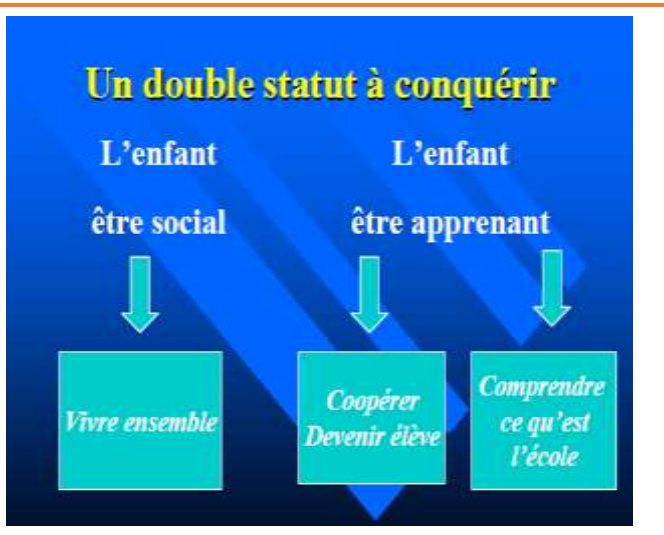 Un double statut à conquérir
L'enfant
être social
L'enfant
être apprenant
Vivre ensemble
Coopérer
Devenir élève
Comprendre
ce qu'est
l'école